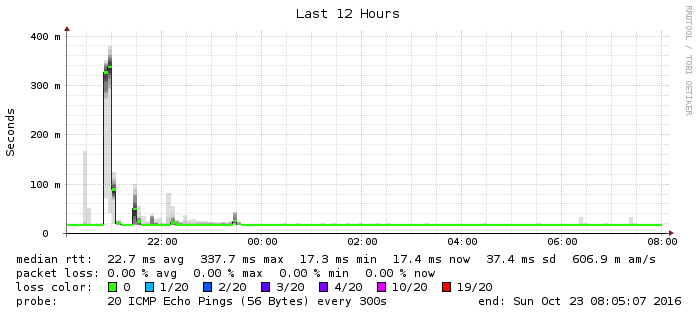 Last 12 Hours
RRDTOOL / TOBI OETIKER
Seconds
400 m
300 m
200 m
100 m
0
22:00 00:00 02:00 04:00 06:00 08:00
median rtt: 22.7 ms avg 337.7 ms max 17.3 ms min 17.4 ms now 37.4 ms sd 606.9 m am/s
packet loss: 0.00 % avg 0.00 % max 0.00 % min 0.00 % now
loss color: 0 1/20 2/20 3/20 4/20 10/20 19/20
probe: 20 ICMP Echo Pings (56 Bytes) every 300s end: Sun Oct 23 08:05:07 2016